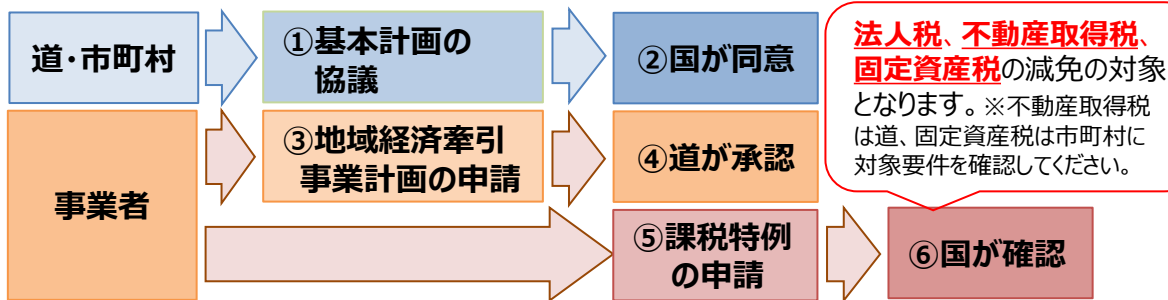 道・市町村
①基本計画の
協議
②国が同意
事業者
③地域経済牽引
事業計画の申請
④道が承認
⑤課税特例
の申請
⑥国が確認
法人税、不動産取得税、
固定資産税の減免の対象
となります。※不動産取得税
は道、固定資産税は市町村に
対象要件を確認してください。